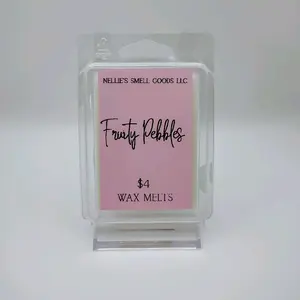 NELLIE'S SMELL GOODS LLC.
Fruity Pebbles
$4
WAX MELTS